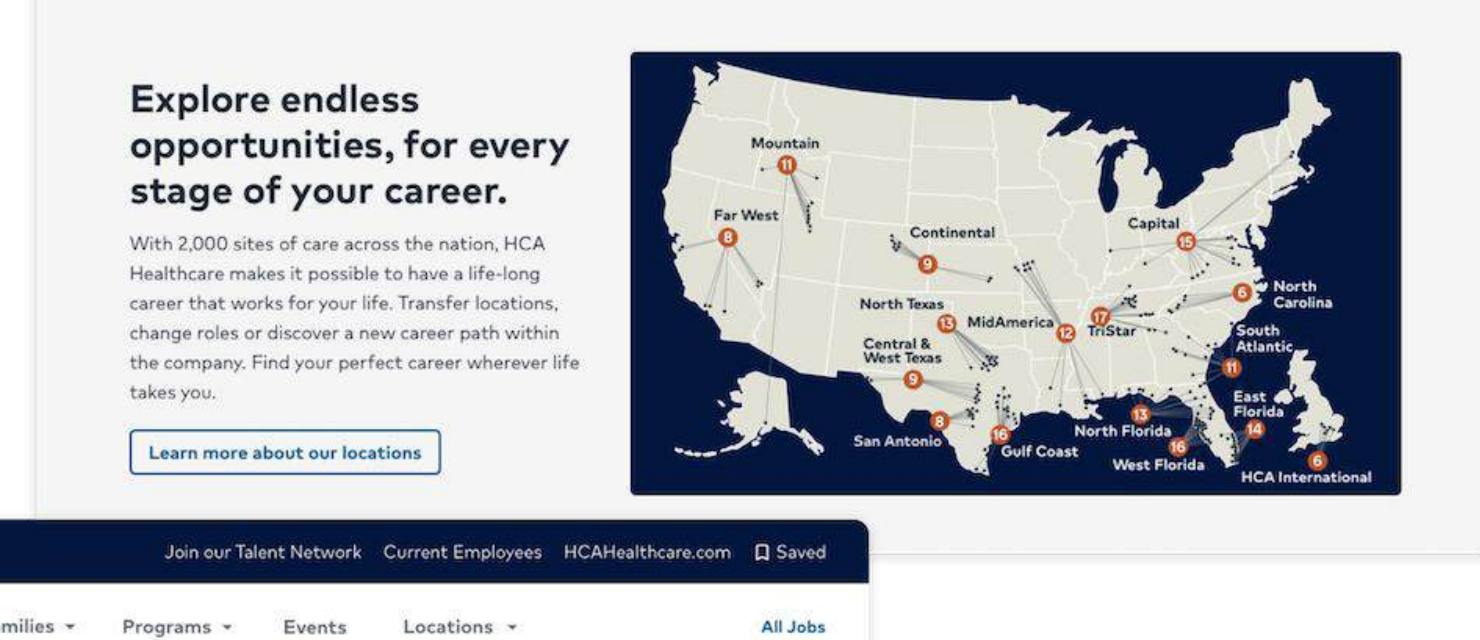 Explore endless
opportunities, for every
stage of your career.
With 2,000 sites of care across the nation, HCA
Healthcare makes it possible to have a life-long
career that works for your life. Transfer locations,
change roles or discover a new career path within
the company. Find your perfect career wherever life
takes you.
Learn more about our locations
Mountain
11
Far West
8
Continental
9
Capital
15
North
Carolina
6
North Texas
13
MidAmerica
12
17
TriStar
South
Atlantic
11
Central &
West Texas
9
8
San Antonio
16
Gulf Coast
13
North Florida
East
Florida
14
16
West Florida
6
HCA International
Join our Talent Network Current Employees HCAHealthcare.com Saved
milies Programs Events Locations All Jobs